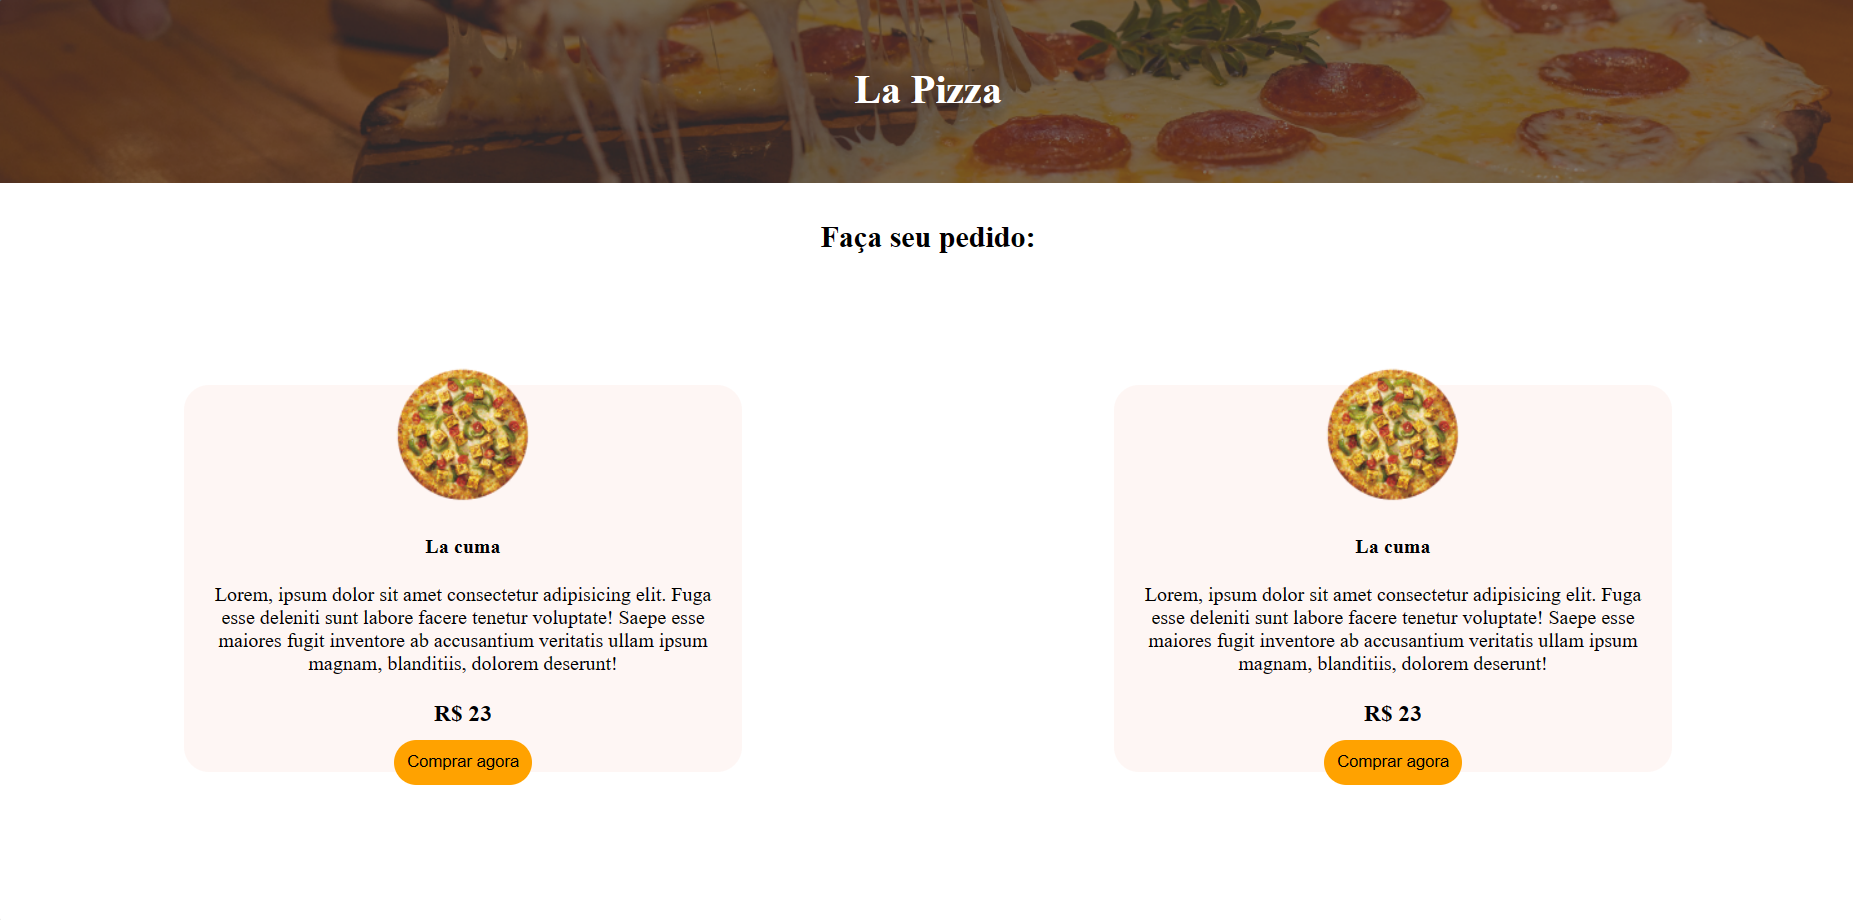 La Pizza
Faça seu pedido:
La cuma
Lorem, ipsum dolor sit amet consectetur adipisicing elit. Fuga
esse deleniti sunt labore facere tenetur voluptate! Saepe esse
maiores fugit inventore ab accusantium veritatis ullam ipsum
magnam, blanditiis, dolorem deserunt!
R$ 23
Comprar agora
La cuma
Lorem, ipsum dolor sit amet consectetur adipisicing elit. Fuga
esse deleniti sunt labore facere tenetur voluptate! Saepe esse
maiores fugit inventore ab accusantium veritatis ullam ipsum
magnam, blanditiis, dolorem deserunt!
R$ 23
Comprar agora